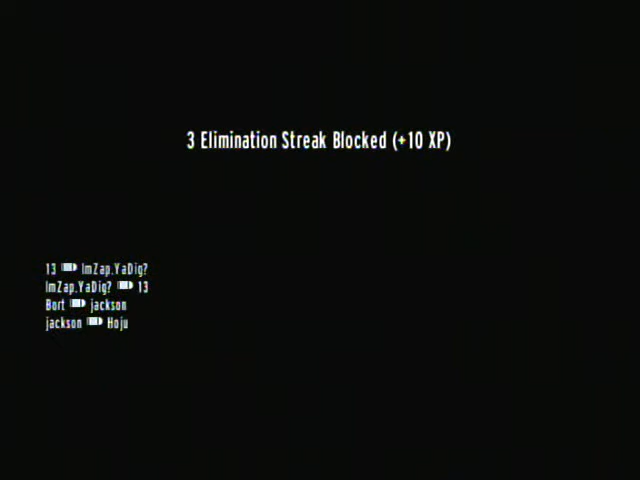 3 Elimination Streak Blocked (+10 XP)
13 ImZap.YaDig?
ImZap.YaDig? 13
Bort jackson
jackson Hoju